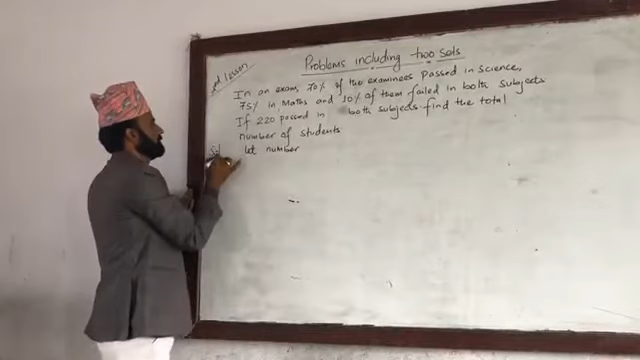 Problems including two sets
2nd lesson
In an exam, 70% of the examinees passed in science,
75% in Maths and 10% of them failed in both subjects
If 220 passed in both subjects find the total
number of students
Sol
let number